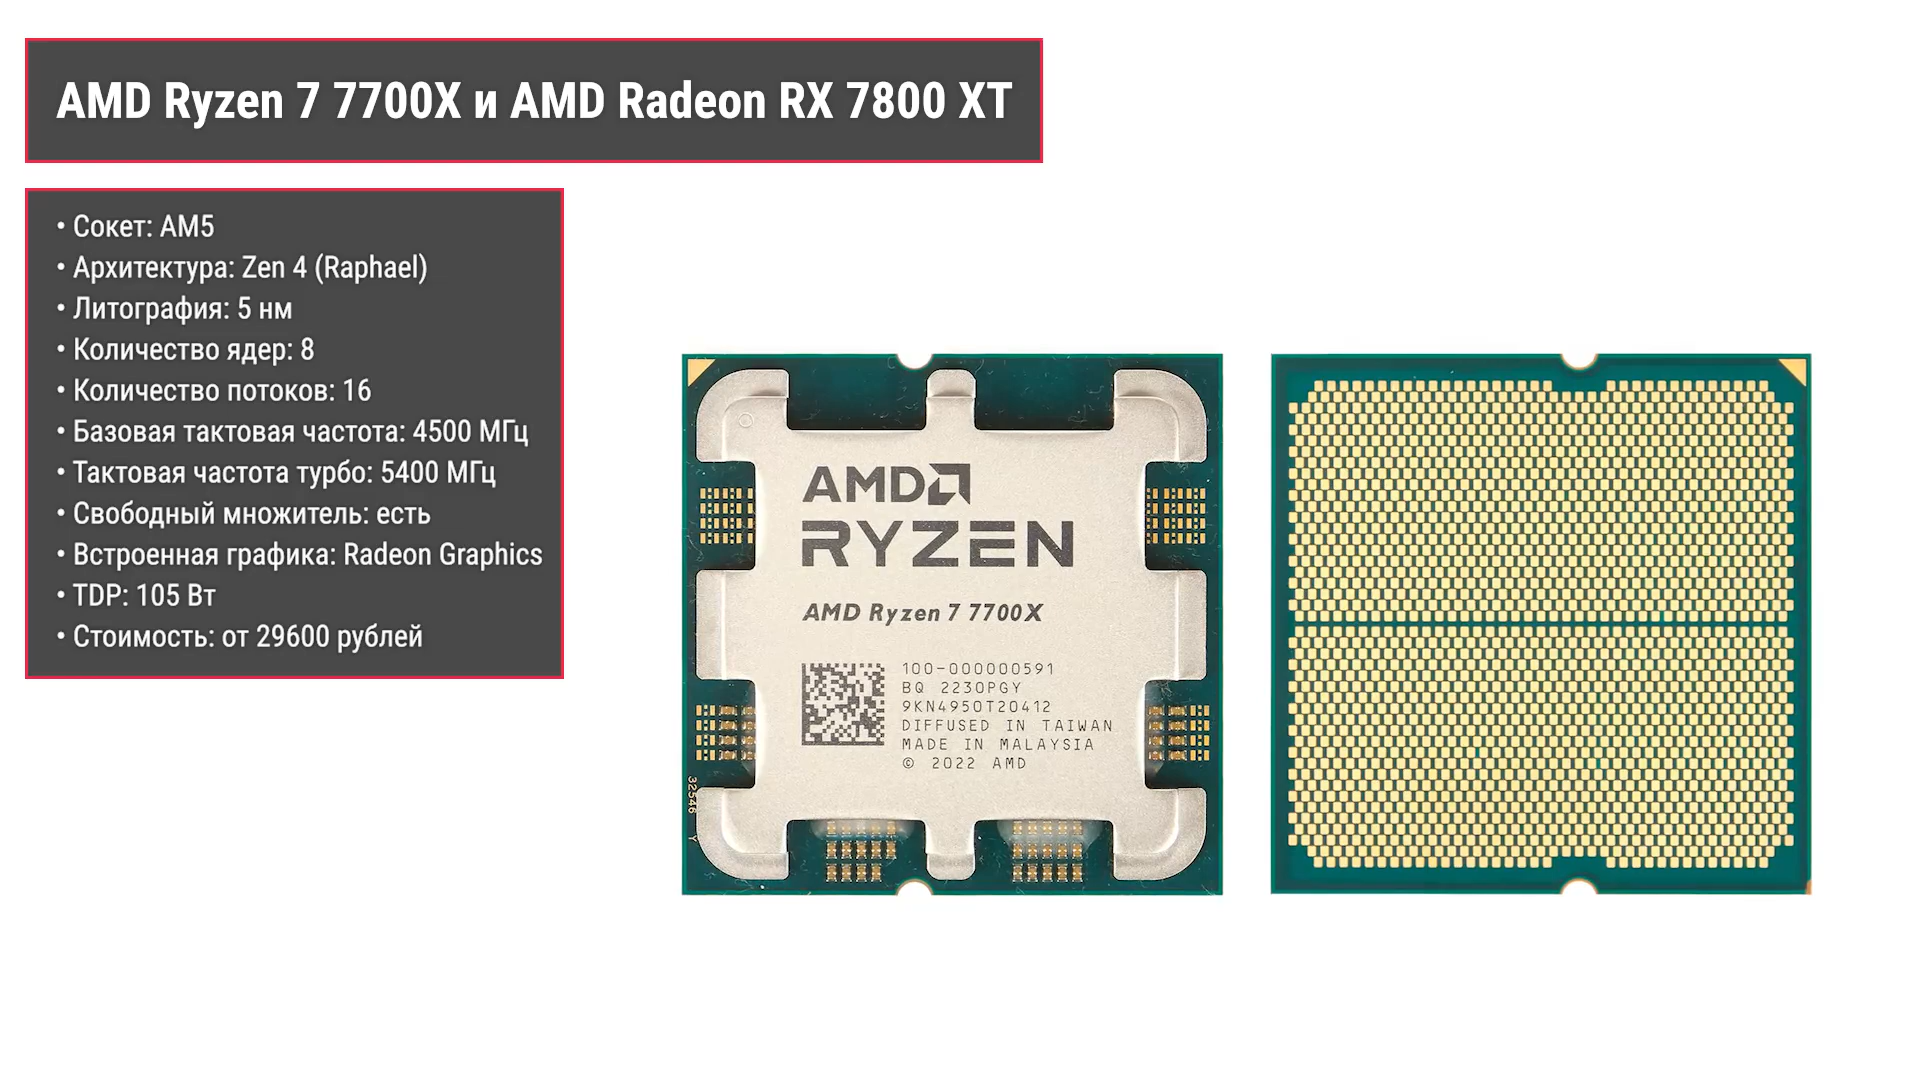 AMD Ryzen 7 7700X и AMD Radeon RX 7800 XT
• Сокет: AM5
• Архитектура: Zen 4 (Raphael)
• Литография: 5 нм
• Количество ядер: 8
• Количество потоков: 16
• Базовая тактовая частота: 4500 МГц
• Тактовая частота турбо: 5400 МГц
• Свободный множитель: есть
• Встроенная графика: Radeon Graphics
• TDP: 105 Вт
• Стоимость: от 29600 рублей
AMD
RYZEN
AMD Ryzen 7 7700X
100-000000591
BQ 2230PGY
9KN4950T20412
DIFFUSED IN TAIWAN
MADE IN MALAYSIA
© 2022 AMD
32546 Y